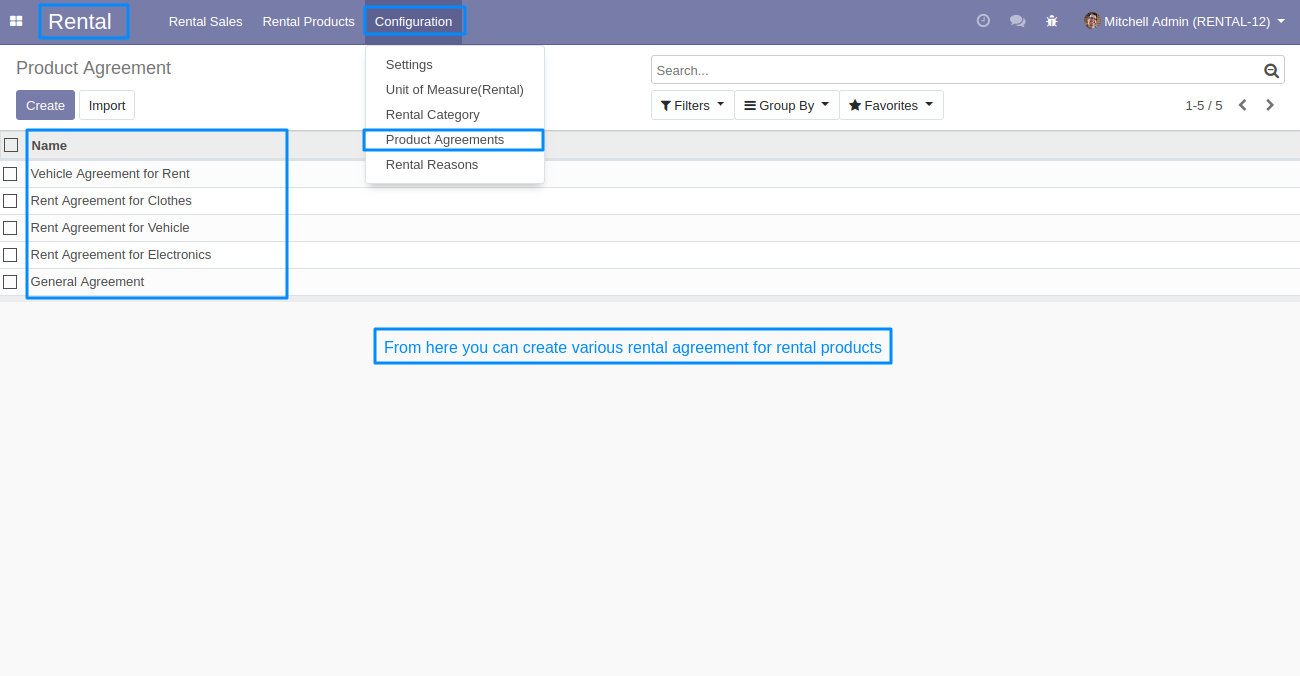 Rental Rental Sales Rental Products Configuration Mitchell Admin (RENTAL-12)
Product Agreement
Search...
Create Import
Filters Group By Favorites 1-5 / 5
Settings
Unit of Measure(Rental)
Rental Category
Product Agreements
Rental Reasons
Name
Vehicle Agreement for Rent
Rent Agreement for Clothes
Rent Agreement for Vehicle
Rent Agreement for Electronics
General Agreement
From here you can create various rental agreement for rental products